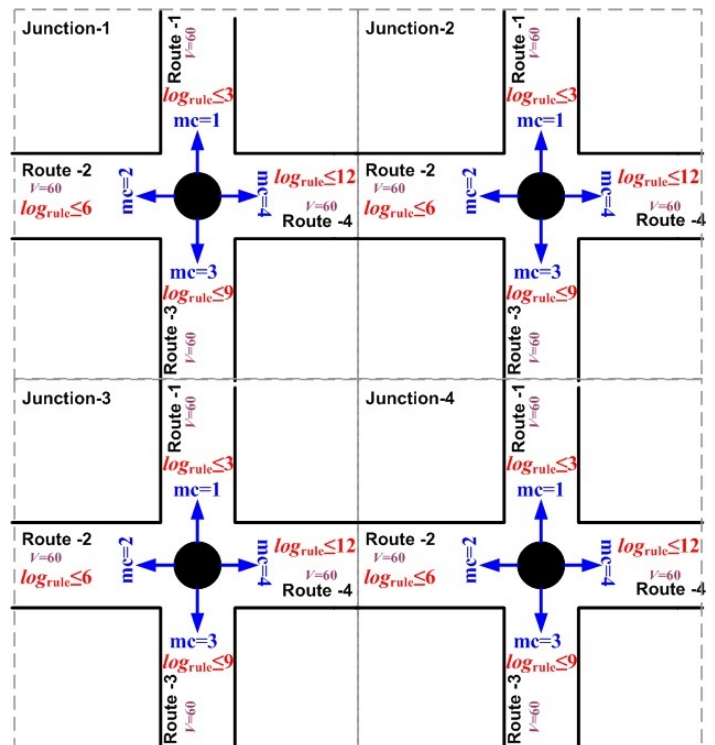 Junction-1
Route -1
V=60
logrule≤3
mc=1
Route -2
V=60
logrule≤6
mc=2
mc=4
logrule≤12
V=60
Route -4
mc=3
logrule≤9
Route -3
V=60
Junction-2
Route -1
V=60
logrule≤3
mc=1
Route -2
V=60
logrule≤6
mc=2
mc=4
logrule≤12
V=60
Route -4
mc=3
logrule≤9
Route -3
V=60
Junction-3
Route -1
V=60
logrule≤3
mc=1
Route -2
V=60
logrule≤6
mc=2
mc=4
logrule≤12
V=60
Route -4
mc=3
logrule≤9
Route -3
V=60
Junction-4
Route -1
V=60
logrule≤3
mc=1
Route -2
V=60
logrule≤6
mc=2
mc=4
logrule≤12
V=60
Route -4
mc=3
logrule≤9
Route -3
V=60